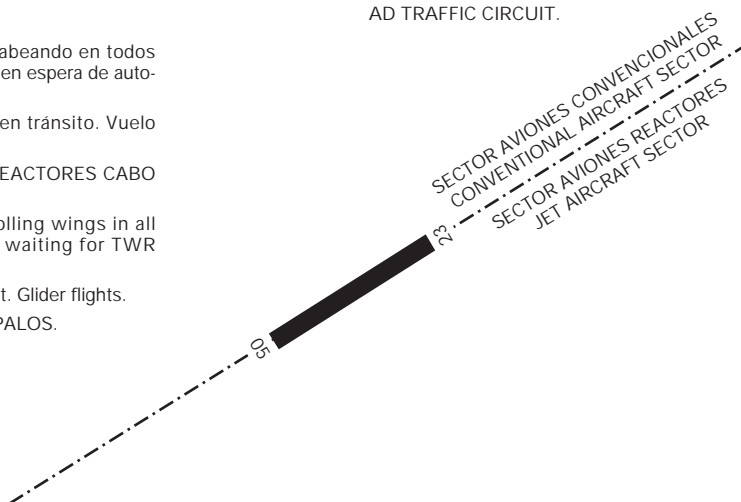 AD TRAFFIC CIRCUIT.
abeando en todos
en espera de auto-
en tránsito. Vuelo
EACTORES CABO
olling wings in all
waiting for TWR
t. Glider flights.
PALOS.
SECTOR AVIONES CONVENCIONALES
CONVENTIONAL AIRCRAFT SECTOR
SECTOR AVIONES REACTORES
JET AIRCRAFT SECTOR
23
05